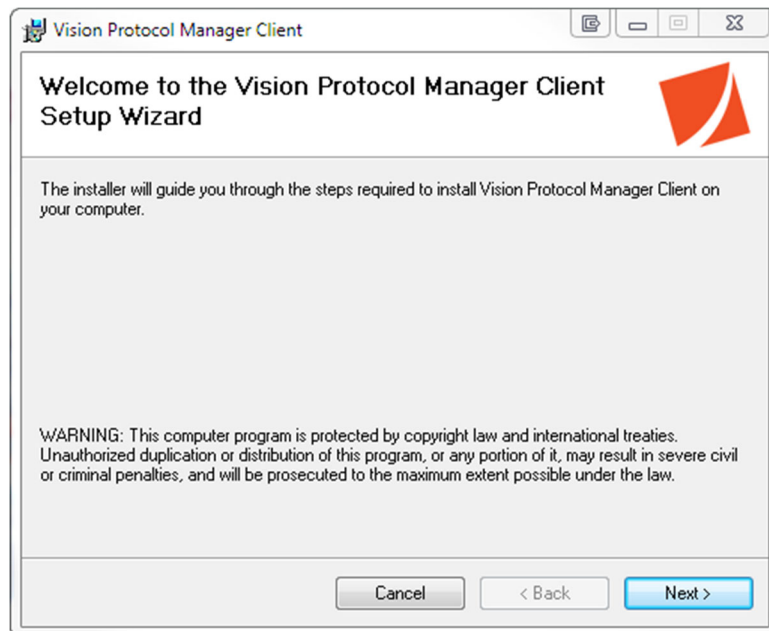 Vision Protocol Manager Client
Welcome to the Vision Protocol Manager Client
Setup Wizard
The installer will guide you through the steps required to install Vision Protocol Manager Client on
your computer.
WARNING: This computer program is protected by copyright law and international treaties.
Unauthorized duplication or distribution of this program, or any portion of it, may result in severe civil
or criminal penalties, and will be prosecuted to the maximum extent possible under the law.
Cancel
< Back
Next >